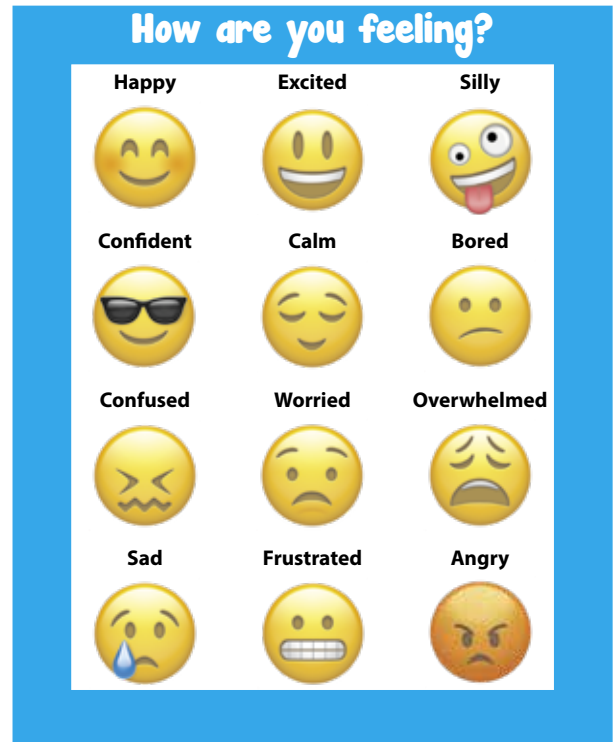 How are you feeling?
Happy Excited Silly
Confident Calm Bored
Confused Worried Overwhelmed
Sad Frustrated Angry